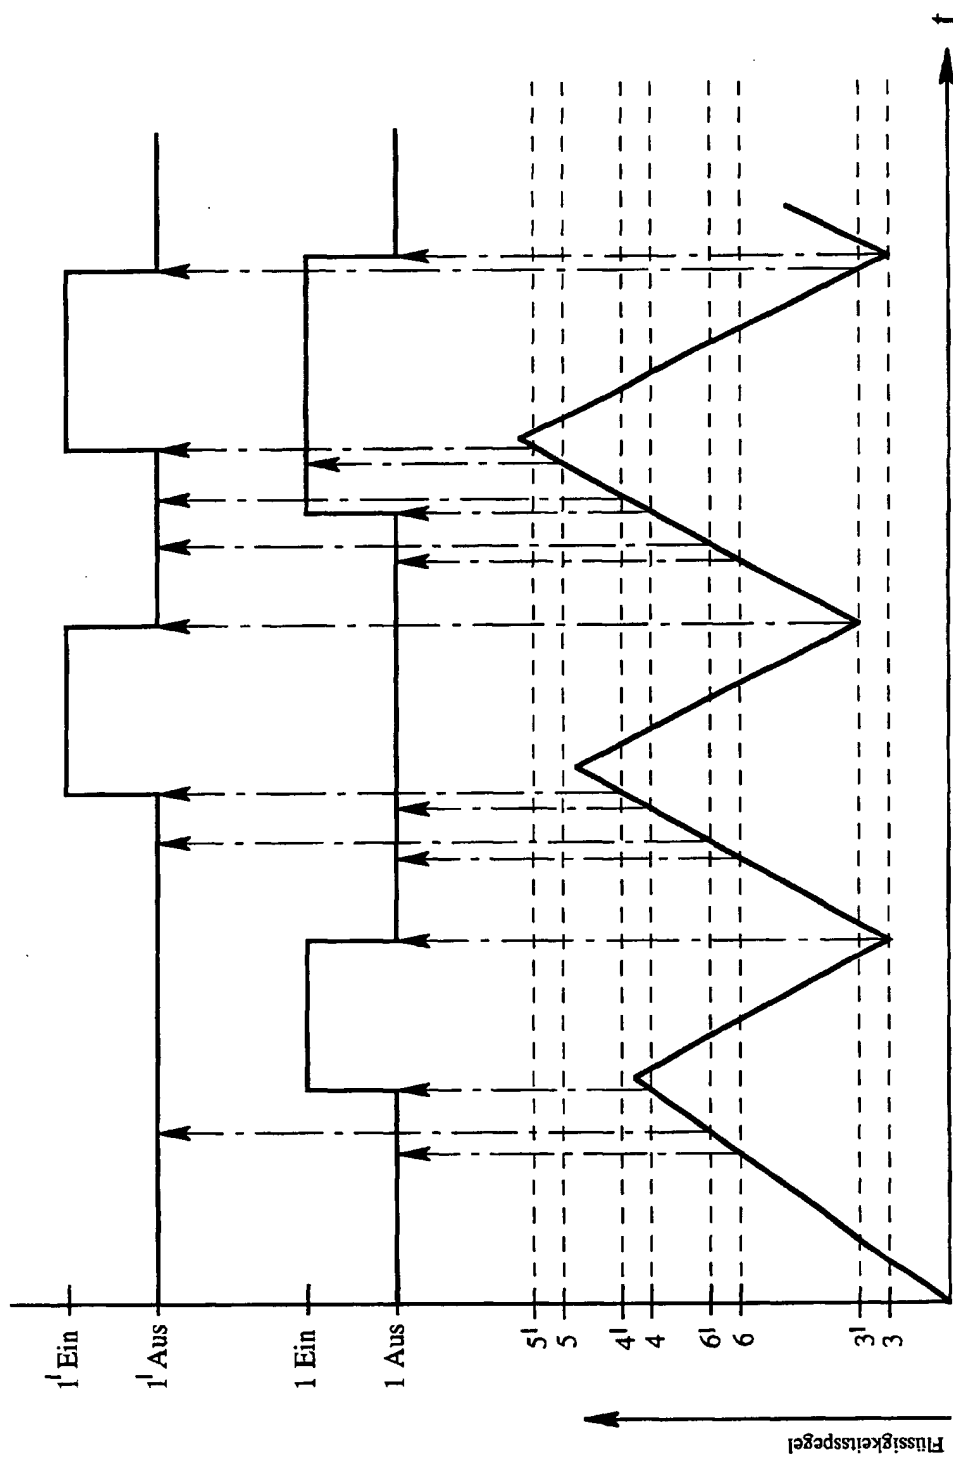 1' Ein
1' Aus
1 Ein
1 Aus
5'
5
4'
4
6'
6
3'
3
Flüssigkeitsspegel
t